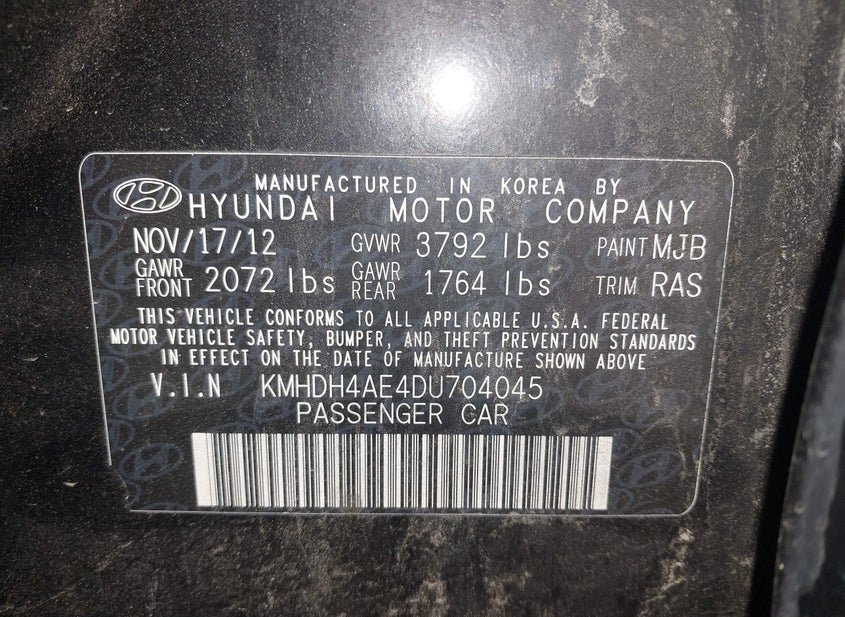 MANUFACTURED IN KOREA BY
HYUNDAI MOTOR COMPANY
NOV/17/12 GVWR 3792 lbs PAINT MJB
GAWR FRONT 2072 lbs GAWR REAR 1764 lbs TRIM RAS
THIS VEHICLE CONFORMS TO ALL APPLICABLE U.S.A. FEDERAL
MOTOR VEHICLE SAFETY, BUMPER, AND THEFT PREVENTION STANDARDS
IN EFFECT ON THE DATE OF MANUFACTURE SHOWN ABOVE
V.I.N KMHDH4AE4DU704045
PASSENGER CAR